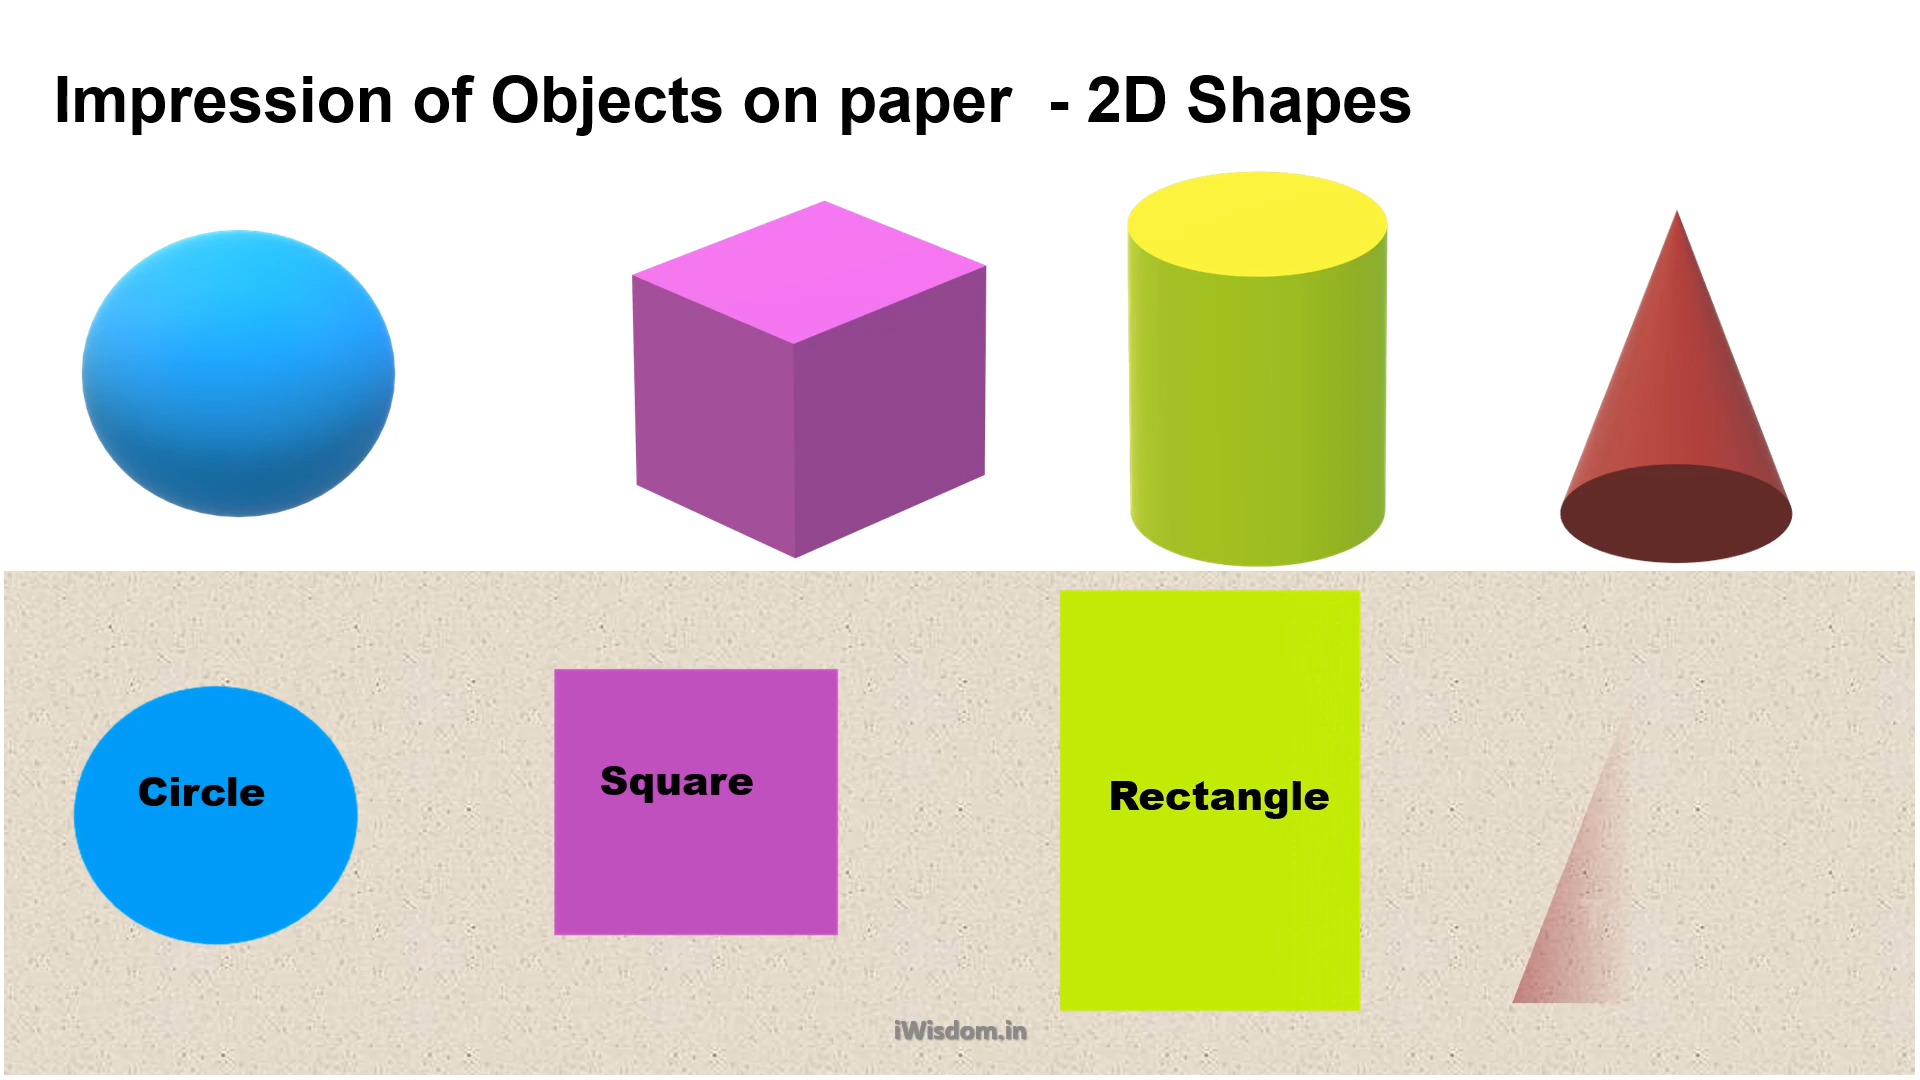 Impression of Objects on paper  - 2D Shapes
Circle
Square
Rectangle
iWisdom.in